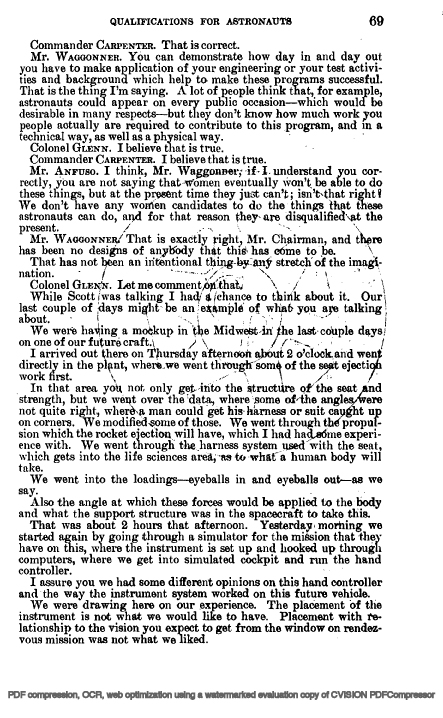 QUALIFICATIONS FOR ASTRONAUTS 69
Commander CARPENTER. That is correct.
Mr. WAGGONNER. You can demonstrate how day in and day out
you have to make application of your engineering or your test activi-
ties and background which help to make these programs successful.
That is the thing I'm saying. A lot of people think that, for example,
astronauts could appear on every public occasion—which would be
desirable in many respects—but they don't know how much work you
people actually are required to contribute to this program, and in a
technical way, as well as a physical way.
Colonel GLENN. I believe that is true.
Commander CARPENTER. I believe that is true.
Mr. ANFUSO. I think, Mr. Waggonner, if I understand you cor-
rectly, you are not saying that women eventually won't be able to do
these things, but at the present time they just can't; isn't that right?
We don't have any women candidates to do the things that these
astronauts can do, and for that reason they are disqualified at the
present.
Mr. WAGGONNER. That is exactly right, Mr. Chairman, and there
has been no designs of anybody that this has come to be.
That has not been an intentional thing by any stretch of the imagi-
nation.
Colonel GLENN. Let me comment on that.
While Scott was talking I had a chance to think about it. Our
last couple of days might be an example of what you are talking
about.
We were having a mockup in the Midwest in the last couple days
on one of our future craft.
I arrived out there on Thursday afternoon about 2 o'clock and went
directly in the plant, where we went through some of the seat ejection
work first.
In that area you not only get into the structure of the seat and
strength, but we went over the data, where some of the angles were
not quite right, where a man could get his harness or suit caught up
on corners. We modified some of those. We went through the propul-
sion which the rocket ejection will have, which I had had some experi-
ence with. We went through the harness system used with the seat,
which gets into the life sciences area, as to what a human body will
take.
We went into the loadings—eyeballs in and eyeballs out—as we
say.
Also the angle at which these forces would be applied to the body
and what the support structure was in the spacecraft to take this.
That was about 2 hours that afternoon. Yesterday morning we
started again by going through a simulator for the mission that they
have on this, where the instrument is set up and hooked up through
computers, where we get into simulated cockpit and run the hand
controller.
I assure you we had some different opinions on this hand controller
and the way the instrument system worked on this future vehicle.
We were drawing here on our experience. The placement of the
instrument is not what we would like to have. Placement with re-
lationship to the vision you expect to get from the window on rendez-
vous mission was not what we liked.
PDF compression, OCR, web optimization using a watermarked evaluation copy of CVISION PDFCompressor